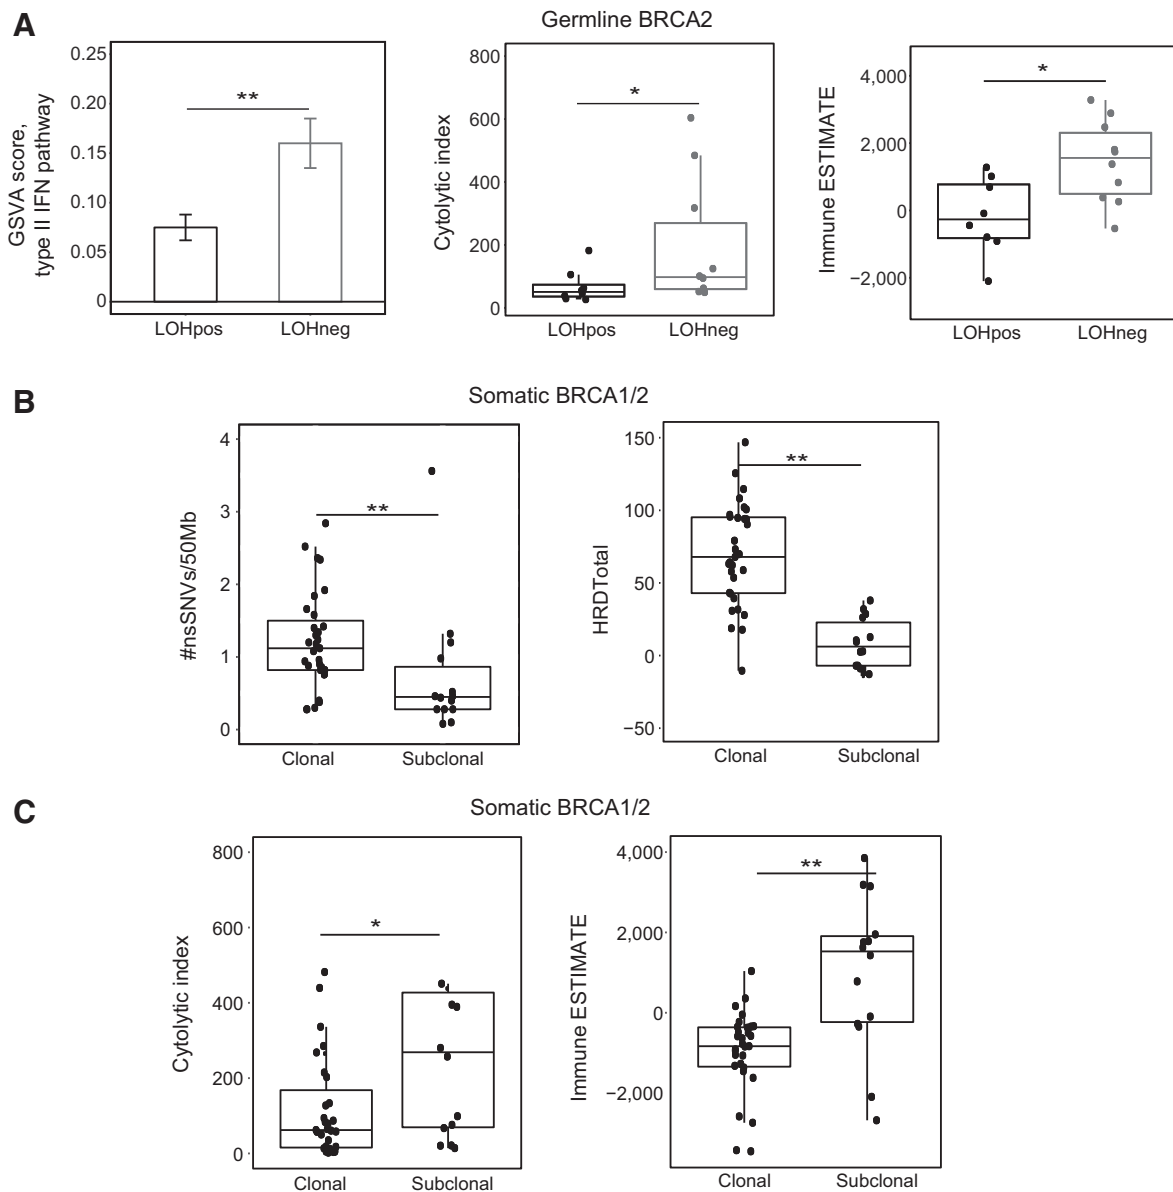 A
Germline BRCA2
GSVA score,
type II IFN pathway
0.25
0.20
0.15
0.10
0.05
0
**
LOHpos LOHneg
Cytolytic index
800
600
400
200
0
*
LOHpos LOHneg
Immune ESTIMATE
4,000
2,000
0
−2,000
*
LOHpos LOHneg
B
Somatic BRCA1/2
#nsSNVs/50Mb
4
3
2
1
0
**
Clonal Subclonal
HRDTotal
150
100
50
0
−50
**
Clonal Subclonal
C
Somatic BRCA1/2
Cytolytic index
800
600
400
200
0
*
Clonal Subclonal
Immune ESTIMATE
4,000
2,000
0
−2,000
**
Clonal Subclonal